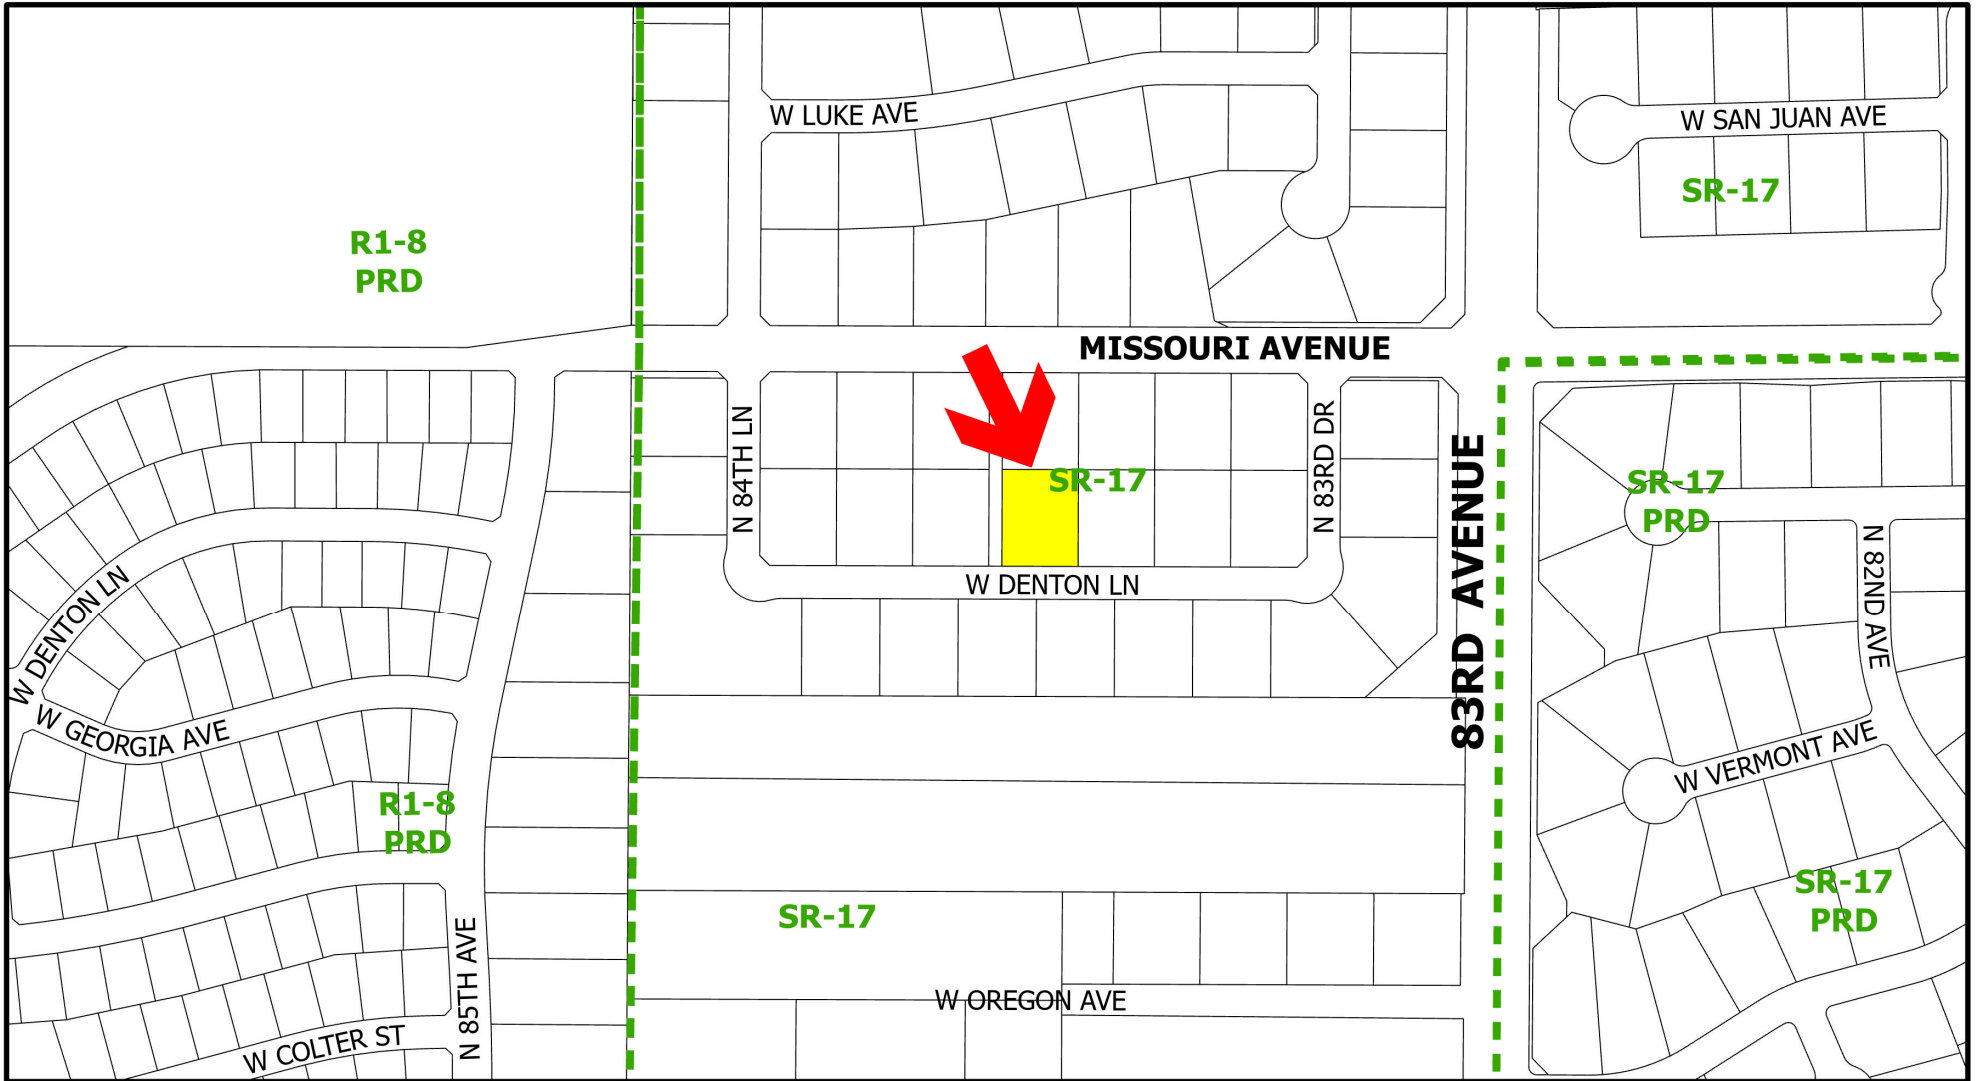 W LUKE AVE
W SAN JUAN AVE
SR-17
R1-8
PRD
MISSOURI AVENUE
N 84TH LN
N 83RD DR
SR-17
83RD AVENUE
SR-17
PRD
W DENTON LN
N 82ND AVE
W DENTON LN
W GEORGIA AVE
W VERMONT AVE
R1-8
PRD
SR-17
SR-17
PRD
N 85TH AVE
W OREGON AVE
W COLTER ST